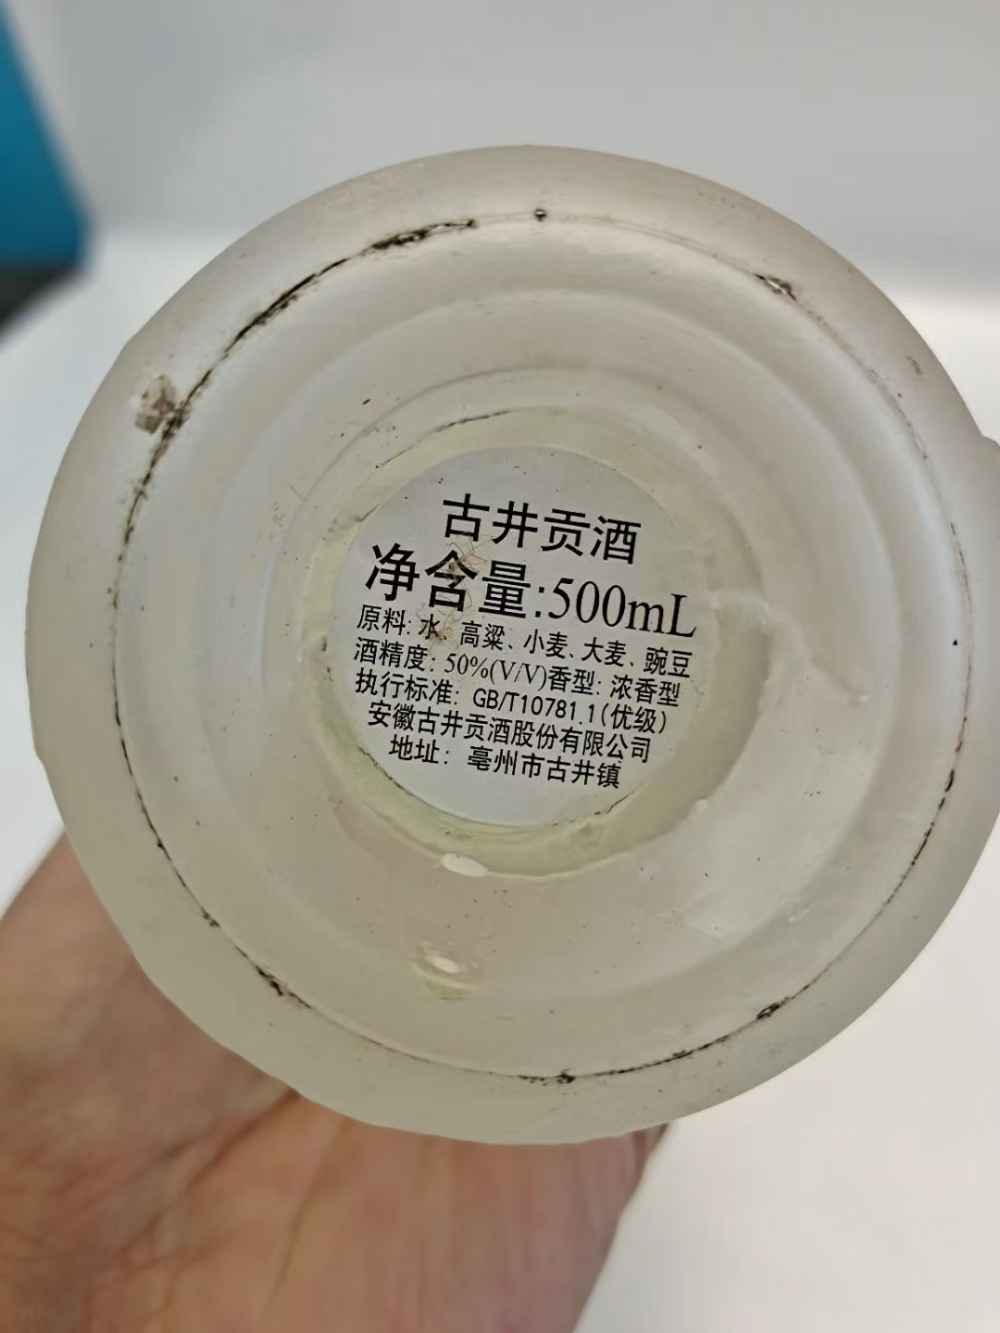 古井贡酒
净含量:500mL
原料: 水、高粱、小麦、大麦、豌豆
酒精度: 50%(V/V)香型: 浓香型
执行标准: GB/T10781.1(优级)
安徽古井贡酒股份有限公司
地址: 亳州市古井镇